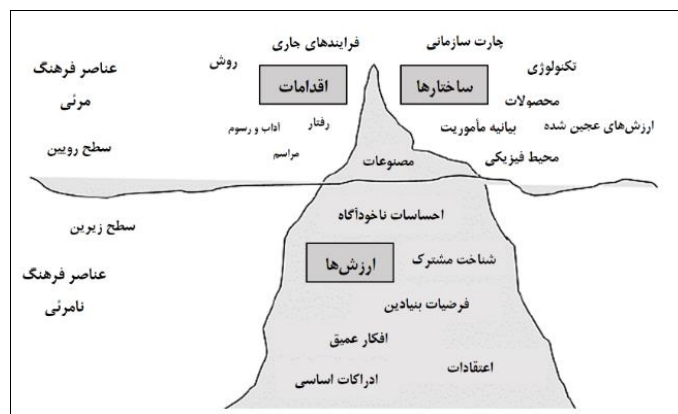 چارت سازمانی
فرایندهای جاری
تکنولوژی
روش
عناصر فرهنگ
مرئی
ساختارها
اقدامات
محصولات
ارزش‌های عجین شده
بیانیه مأموریت
رفتار
آداب و رسوم
مراسم
سطح رویین
محیط فیزیکی
مصنوعات
احساسات ناخودآگاه
سطح زیرین
شناخت مشترک
ارزش‌ها
عناصر فرهنگ
نامرئی
فرضیات بنیادین
افکار عمیق
اعتقادات
ادراکات اساسی